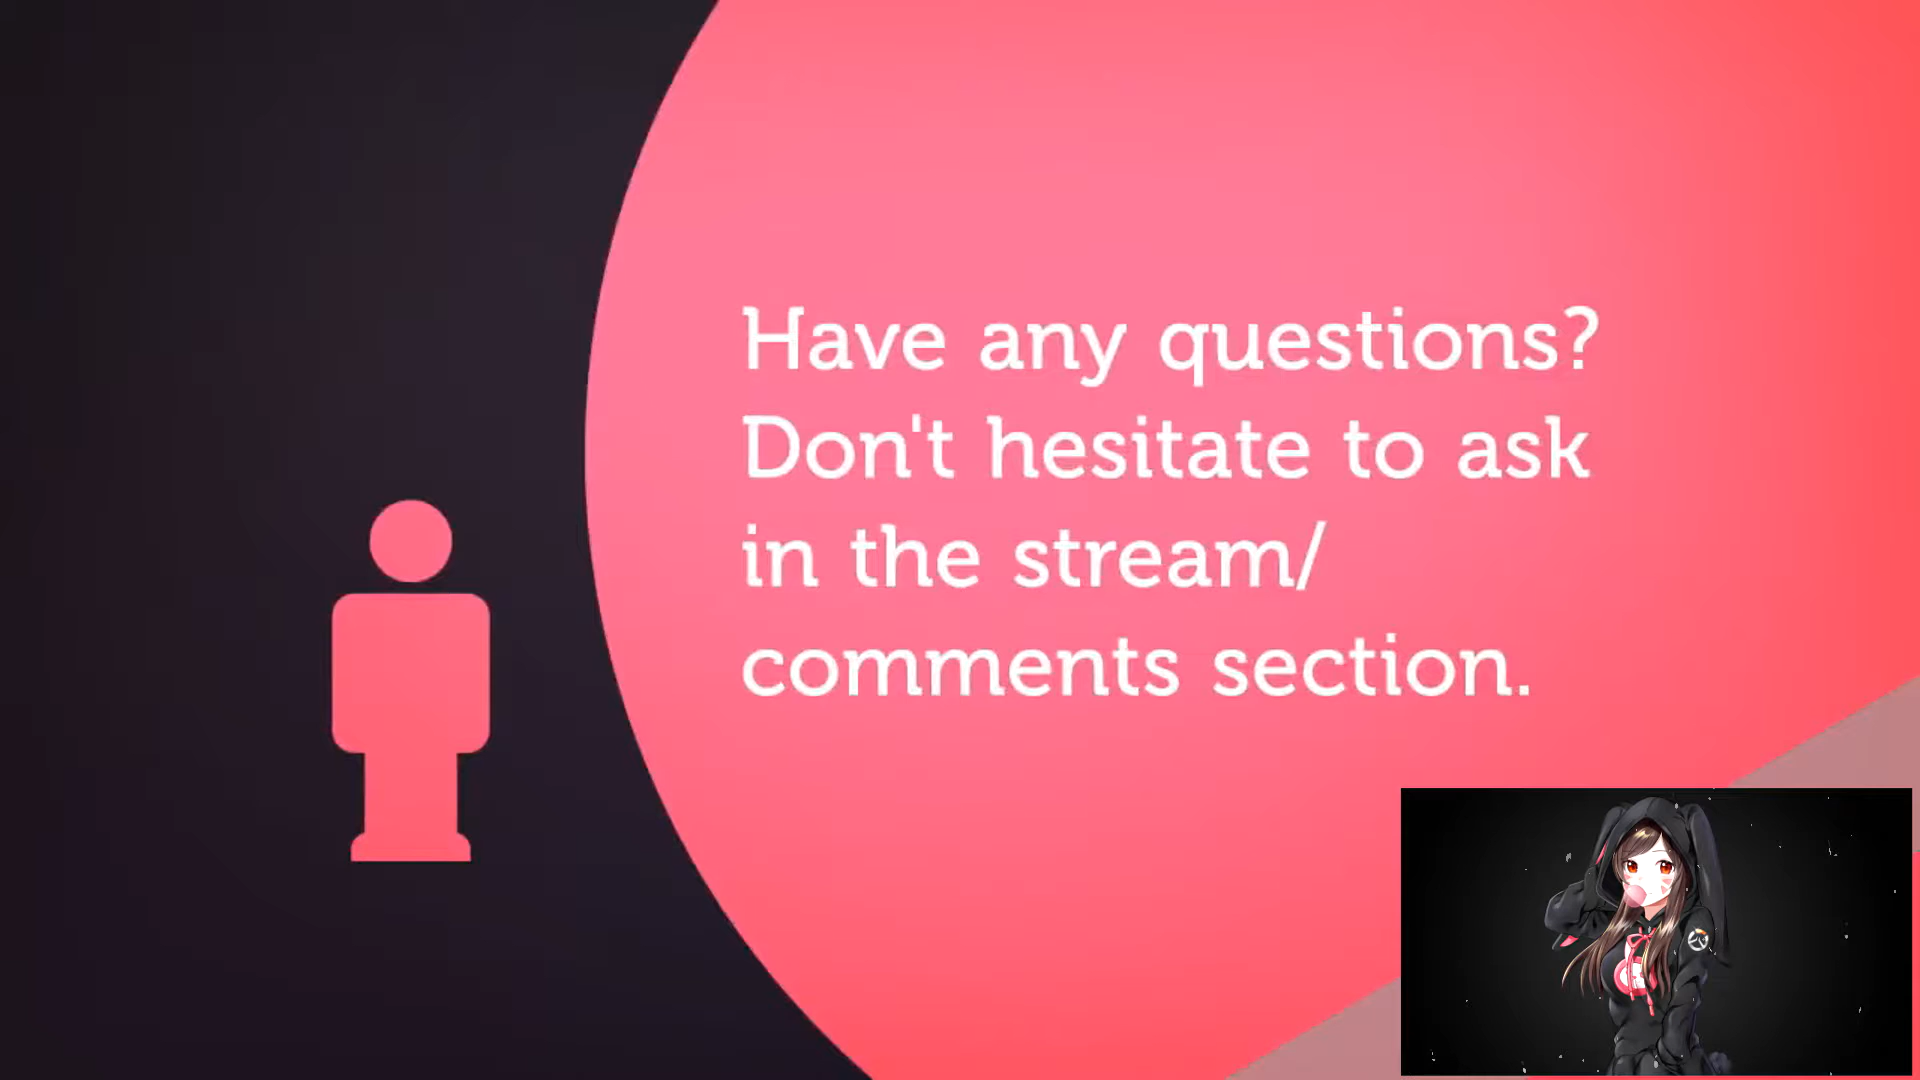 Have any questions?
Don't hesitate to ask
in the stream/
comments section.